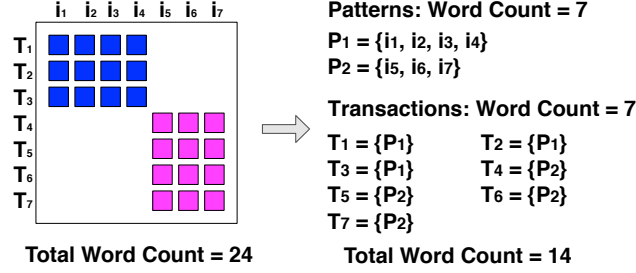 i1 i2 i3 i4 i5 i6 i7
T1
T2
T3
T4
T5
T6
T7
Total Word Count = 24
Patterns: Word Count = 7
P1 = {i1, i2, i3, i4}
P2 = {i5, i6, i7}
Transactions: Word Count = 7
T1 = {P1} T2 = {P1}
T3 = {P1} T4 = {P2}
T5 = {P2} T6 = {P2}
T7 = {P2}
Total Word Count = 14